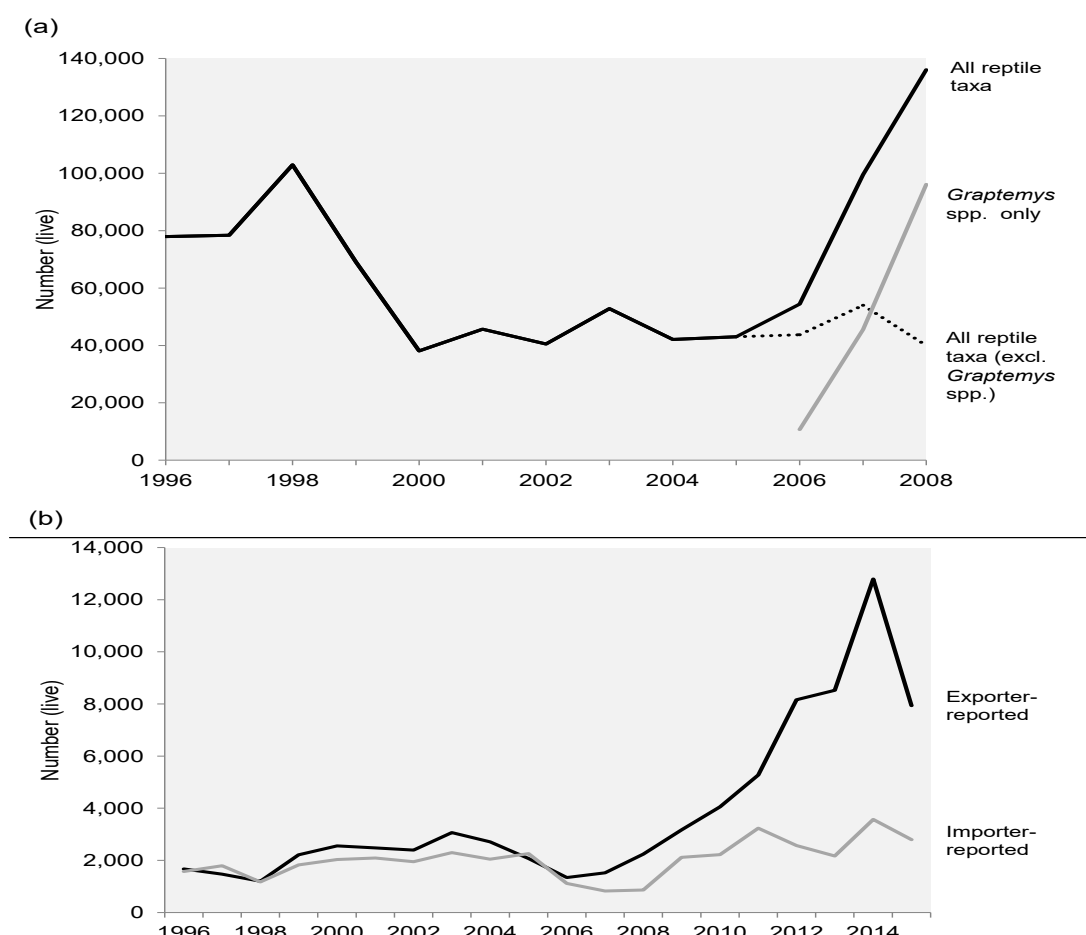 (a)
140,000
120,000
100,000
80,000
60,000
40,000
20,000
0
Number (live)
1996 1998 2000 2002 2004 2006 2008
All reptile
taxa
Graptemys
spp. only
All reptile
taxa (excl.
Graptemys
spp.)
(b)
14,000
12,000
10,000
8,000
6,000
4,000
2,000
0
Number (live)
1996 1998 2000 2002 2004 2006 2008 2010 2012 2014
Exporter-
reported
Importer-
reported